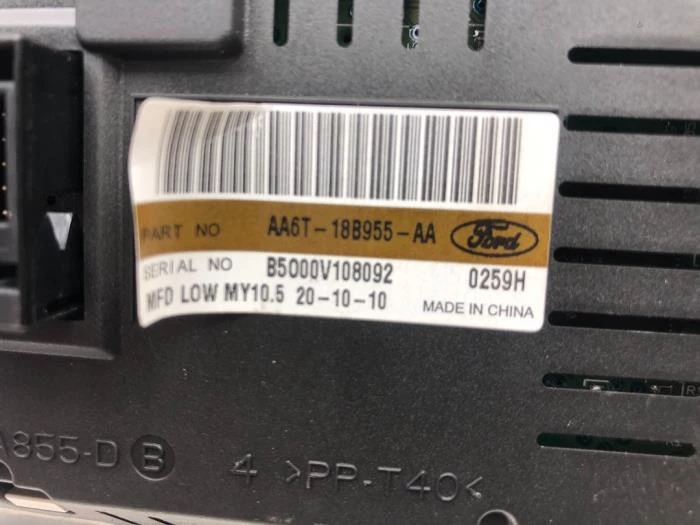 PART NO AA6T-18B955-AA Ford
SERIAL NO B5000V108092 0259H
MFD LOW MY10.5 20-10-10 MADE IN CHINA
A855-D B 4 >PP-T40<